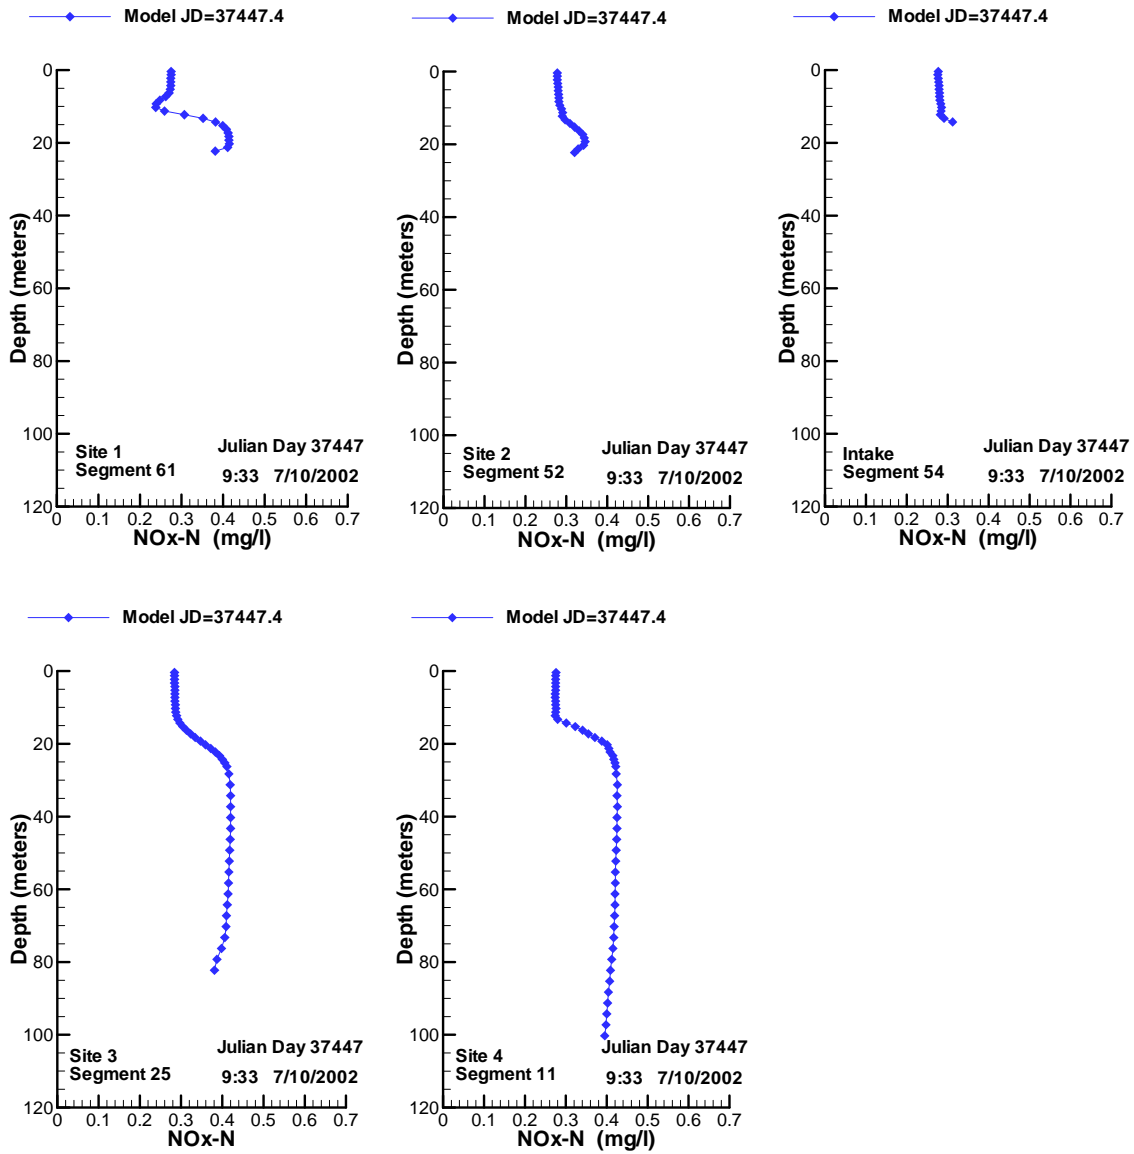 Model JD=37447.4
0
20
40
60
80
100
120
Depth (meters)
Site 1
Segment 61
Julian Day 37447
9:33 7/10/2002
0 0.1 0.2 0.3 0.4 0.5 0.6 0.7
NOx-N (mg/l)
Model JD=37447.4
0
20
40
60
80
100
120
Depth (meters)
Site 2
Segment 52
Julian Day 37447
9:33 7/10/2002
0 0.1 0.2 0.3 0.4 0.5 0.6 0.7
NOx-N (mg/l)
Model JD=37447.4
0
20
40
60
80
100
120
Depth (meters)
Intake
Segment 54
Julian Day 37447
9:33 7/10/2002
0 0.1 0.2 0.3 0.4 0.5 0.6 0.7
NOx-N (mg/l)
Model JD=37447.4
0
20
40
60
80
100
120
Depth (meters)
Site 3
Segment 25
Julian Day 37447
9:33 7/10/2002
0 0.1 0.2 0.3 0.4 0.5 0.6 0.7
NOx-N
Model JD=37447.4
0
20
40
60
80
100
120
Depth (meters)
Site 4
Segment 11
Julian Day 37447
9:33 7/10/2002
0 0.1 0.2 0.3 0.4 0.5 0.6 0.7
NOx-N (mg/l)